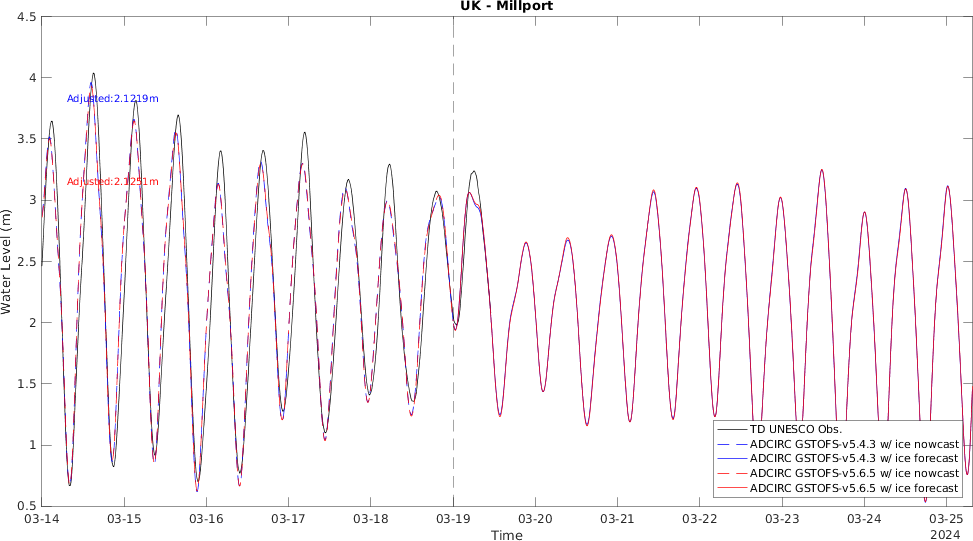 UK - Millport
4.5
4
3.5
3
2.5
2
1.5
1
0.5
Water Level (m)
Adjusted:2.1219m
Adjusted:2.1251m
TD UNESCO Obs.
ADCIRC GSTOFS-v5.4.3 w/ ice nowcast
ADCIRC GSTOFS-v5.4.3 w/ ice forecast
ADCIRC GSTOFS-v5.6.5 w/ ice nowcast
ADCIRC GSTOFS-v5.6.5 w/ ice forecast
03-14 03-15 03-16 03-17 03-18 03-19 03-20 03-21 03-22 03-23 03-24 03-25
2024
Time